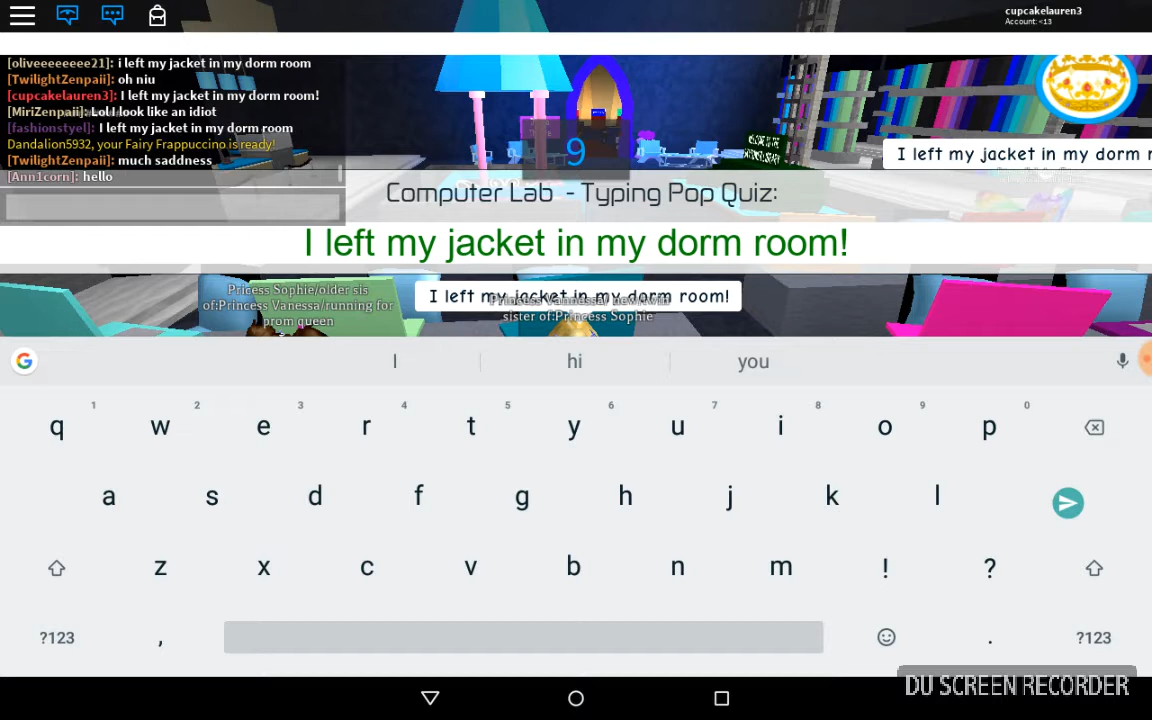 cupcakelauren3
Account: <13
[oliveeeeeeee21]: i left my jacket in my dorm room
[TwilightZenpaii]: oh niu
[cupcakelauren3]: I left my jacket in my dorm room!
[MiriZenpaii]: Lol I look like an idiot
[fashionstyel]: I left my jacket in my dorm room
Dandalion5932, your Fairy Frappuccino is ready!
[TwilightZenpaii]: much saddness
[Ann1corn]: hello
9
I left my jacket in my dorm r
Computer Lab - Typing Pop Quiz:
I left my jacket in my dorm room!
Pricess Sophie/older sis
of:Princess Vanessa/running for
prom queen
I left my jacket in my dorm room!
sister of:Princess Sophie
I hi you
1 2 3 4 5 6 7 8 9 0
q w e r t y u i o p
a s d f g h j k l
z x c v b n m ! ?
?123 , . ?123
DU SCREEN RECORDER